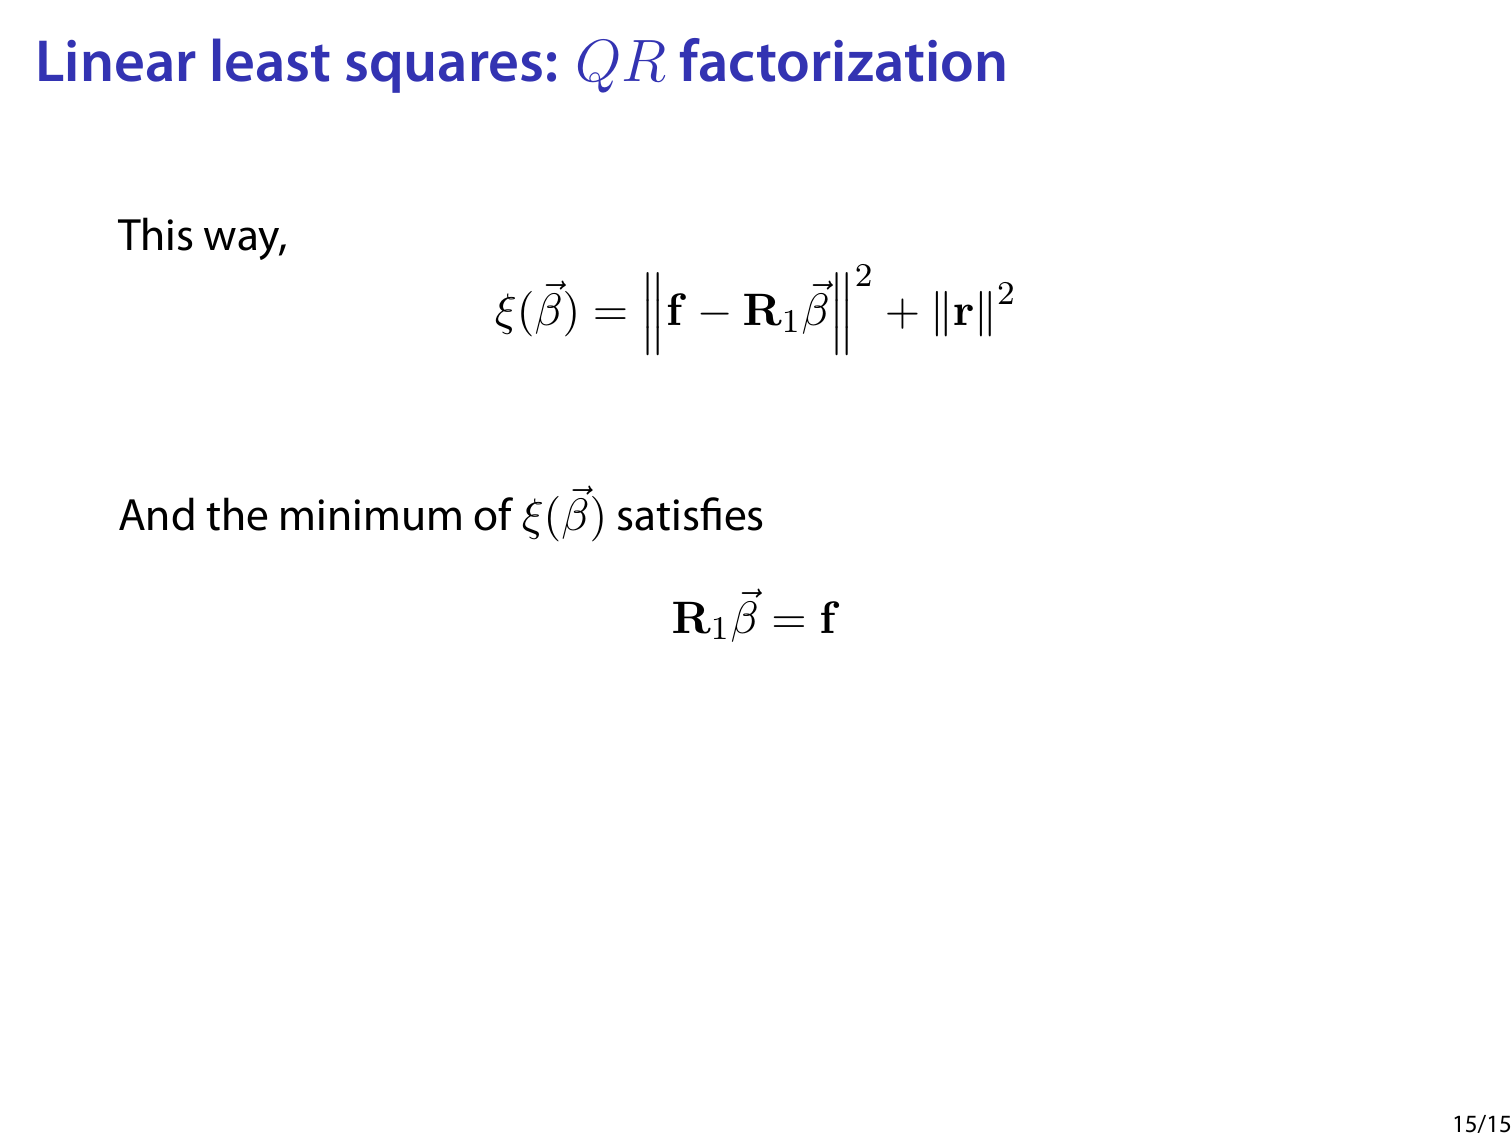 Linear least squares: QR factorization
This way,
ξ(β⃗) = ‖f − R₁β⃗‖² + ‖r‖²
And the minimum of ξ(β⃗) satisfies
R₁β⃗ = f
15/15